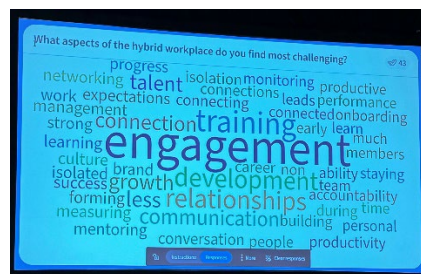 What aspects of the hybrid workplace do you find most challenging?
43
progress
networking talent isolation monitoring productive
connections
work expectations connecting leads performance
management connectedonboarding
strong connection training early learn
learning engagement much
members
culture career non ability staying
isolated brand development team
success growth accountability
forming less relationships during time
measuring communication building personal
mentoring
conversation people productivity
Instructions Responses